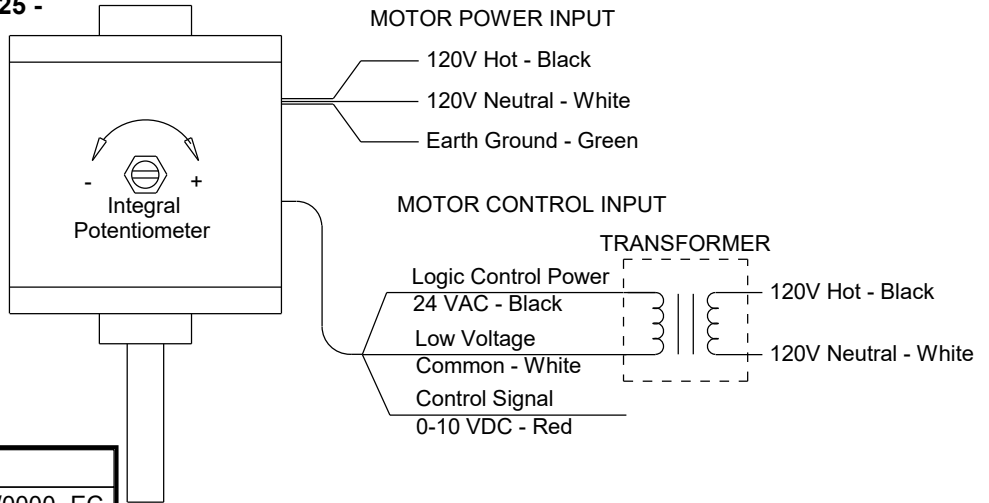 25 -
MOTOR POWER INPUT
120V Hot - Black
120V Neutral - White
Earth Ground - Green
- +
Integral
Potentiometer
MOTOR CONTROL INPUT
TRANSFORMER
Logic Control Power
24 VAC - Black
120V Hot - Black
Low Voltage
Common - White
120V Neutral - White
Control Signal
0-10 VDC - Red